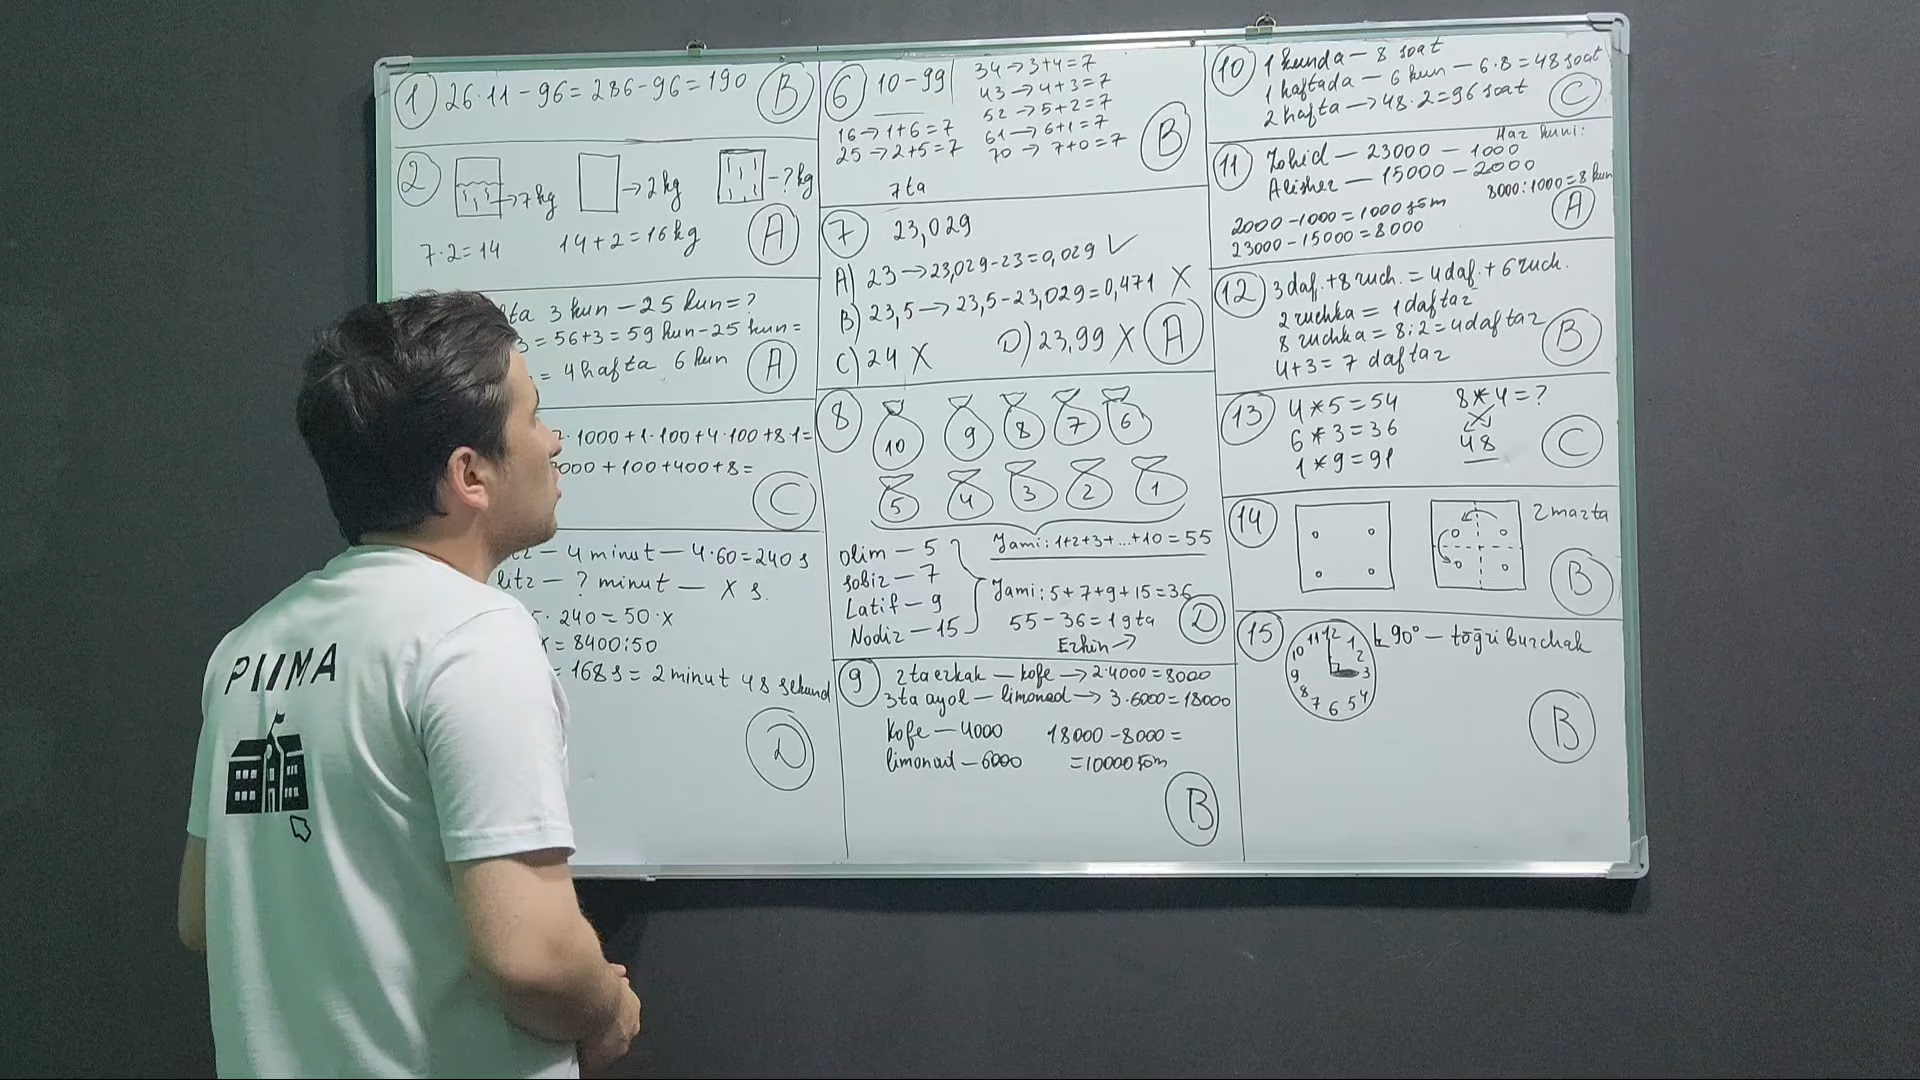 1 26·11-96=286-96=190 B
2 →7kg →2kg -?kg
7·2=14 14+2=16kg A
ta 3 kun - 25 kun=?
3=56+3=59 kun-25 kun=
= 4 hafta 6 kun A
2·1000+1·100+4·100+8·1=
000+100+400+8=
C
- 4 minut - 4·60=240 s
litr - ? minut - x s.
5·240=50·x
x=8400:50
=168s=2 minut 48 sekund
D
6 10-99
34→3+4=7
43→4+3=7
52→5+2=7
16→1+6=7 61→6+1=7
25→2+5=7 70→7+0=7
B
7ta
7 23,029
A) 23→23,029-23=0,029 ✓
B) 23,5→23,5-23,029=0,471 X
C) 24 X D) 23,99 X A
8
10 9 8 7 6
5 4 3 2 1
Jami:1+2+3+...+10=55
Olim - 5
Sobir - 7
Latif - 9
Nodir - 15
Jami:5+7+9+15=36
55-36=19ta
Erkin→
D
9 2ta erkak - kofe →2·4000=8000
3ta ayol - limonad→3·6000=18000
Kofe - 4000 18000-8000=
limonad - 6000 =10000 som
B
10 1 kunda - 8 soat
1 haftada - 6 kun - 6·8=48 soat
2 hafta →48·2=96 soat C
Har kuni:
11 Zohid - 23000 - 1000
Alisher - 15000 - 2000
2000-1000=1000 som 8000:1000=8 kun
23000-15000=8000 A
12 3 daf.+8 ruch.=4 daf.+6 ruch.
2 ruchka = 1 daftar
8 ruchka = 8:2=4 daftar
4+3=7 daftar
B
13 4*5=54 8*4=?
6*3=36 48
1*9=91 C
14 2 marta
B
15 11 12 1 2 3 4 5 6 7 8 9 10 90° - to'g'ri burchak
B
PIIMA